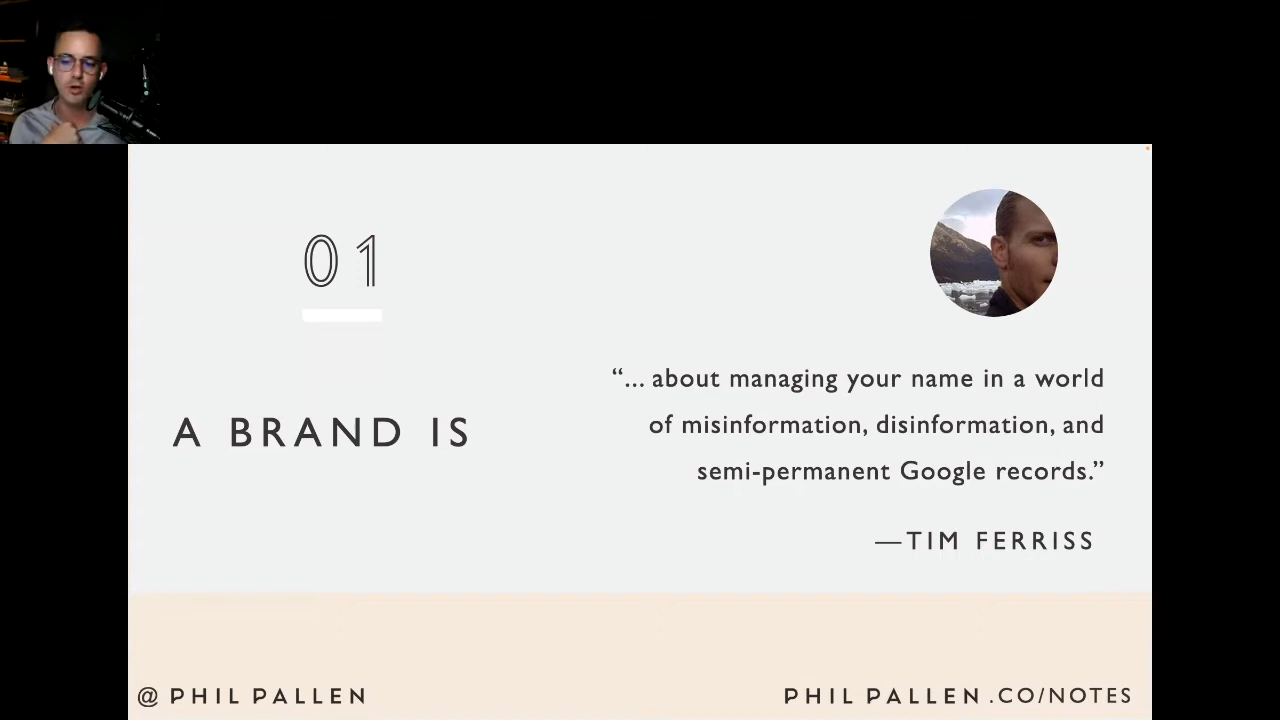 01
A BRAND IS
“... about managing your name in a world
of misinformation, disinformation, and
semi-permanent Google records.”
—TIM FERRISS
@PHIL PALLEN
PHIL PALLEN.CO/NOTES